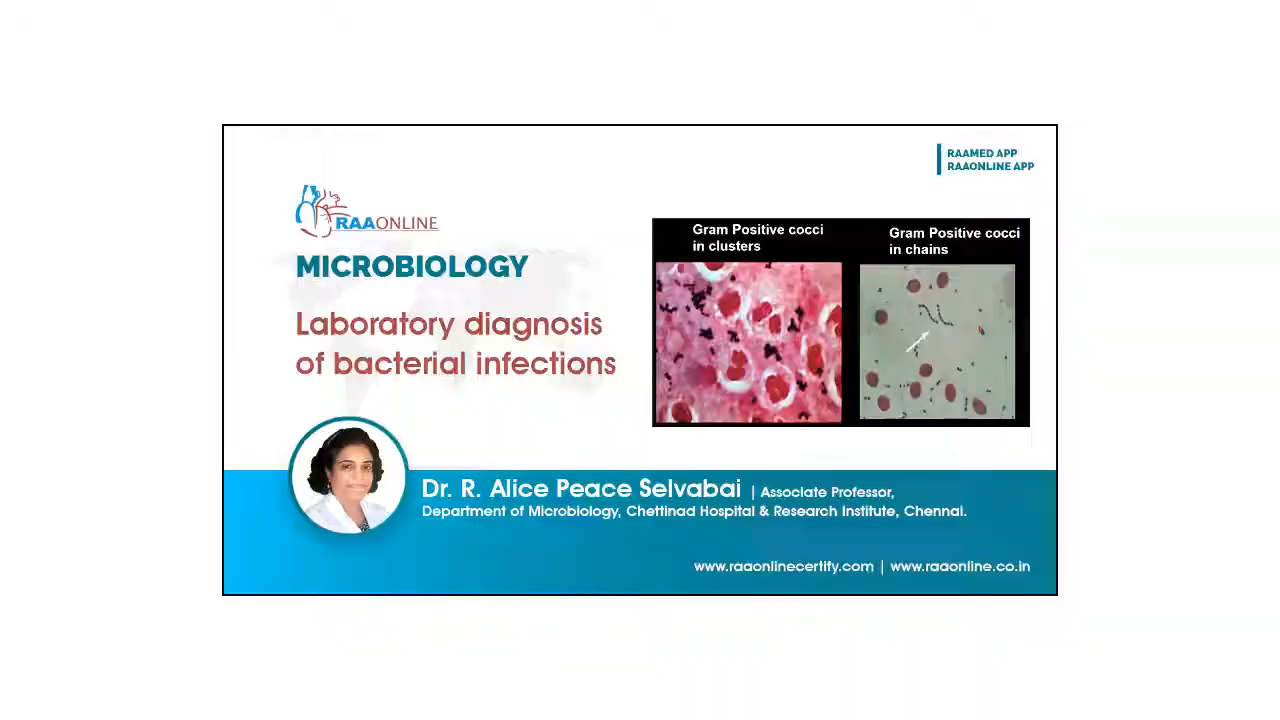 RAAMED APP
RAAONLINE APP
RAAONLINE
MICROBIOLOGY
Laboratory diagnosis
of bacterial infections
Gram Positive cocci
in clusters
Gram Positive cocci
in chains
Dr. R. Alice Peace Selvabai | Associate Professor,
Department of Microbiology, Chettinad Hospital & Research Institute, Chennai.
www.raaonlinecertify.com | www.raaonline.co.in